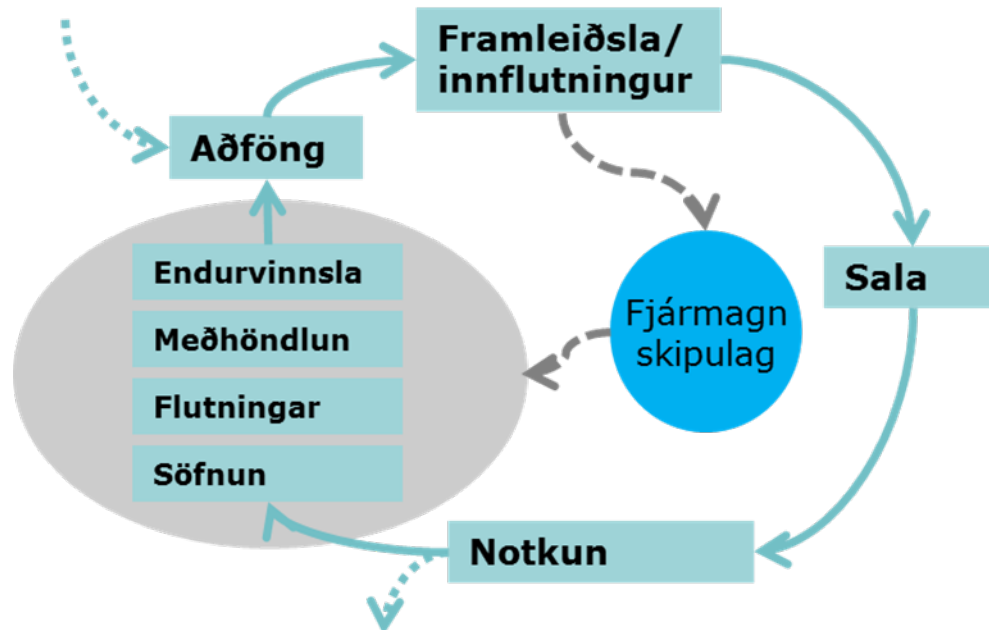 Framleiðsla/
innflutningur
Aðföng
Endurvinnsla
Meðhöndlun
Flutningar
Söfnun
Fjármagn
skipulag
Sala
Notkun